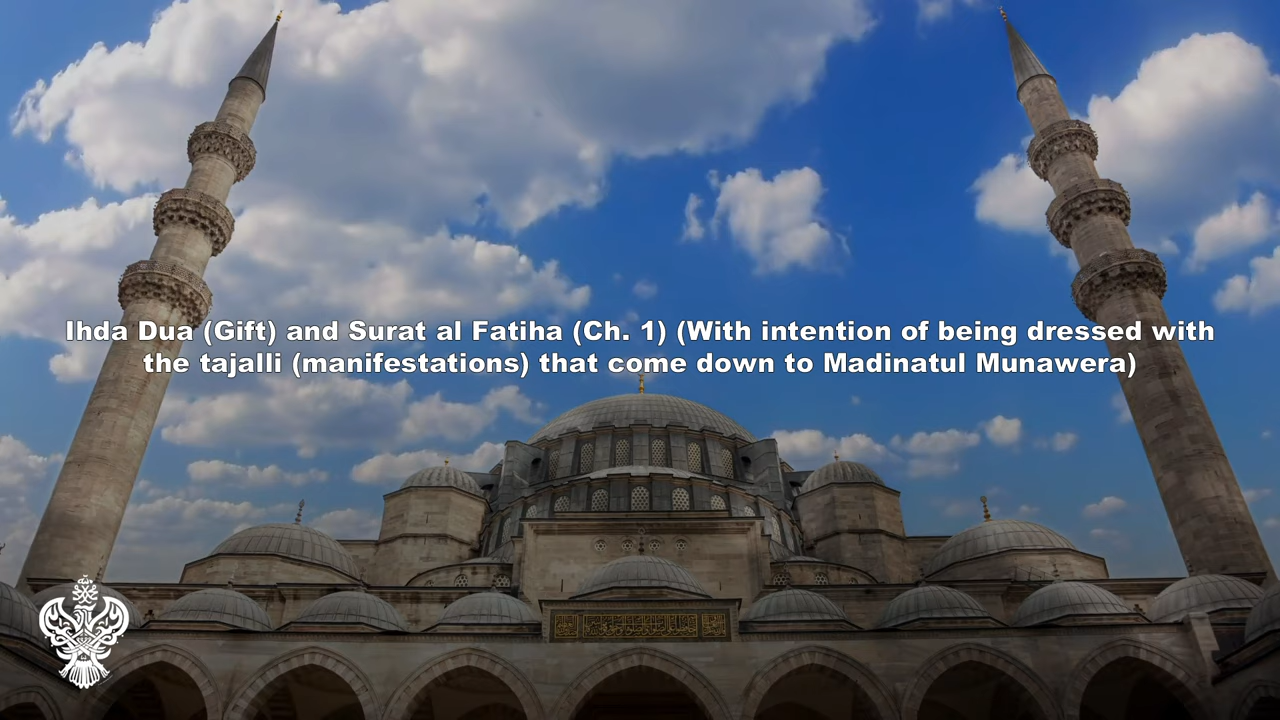 Ihda Dua (Gift) and Surat al Fatiha (Ch. 1) (With intention of being dressed with
the tajalli (manifestations) that come down to Madinatul Munawera)